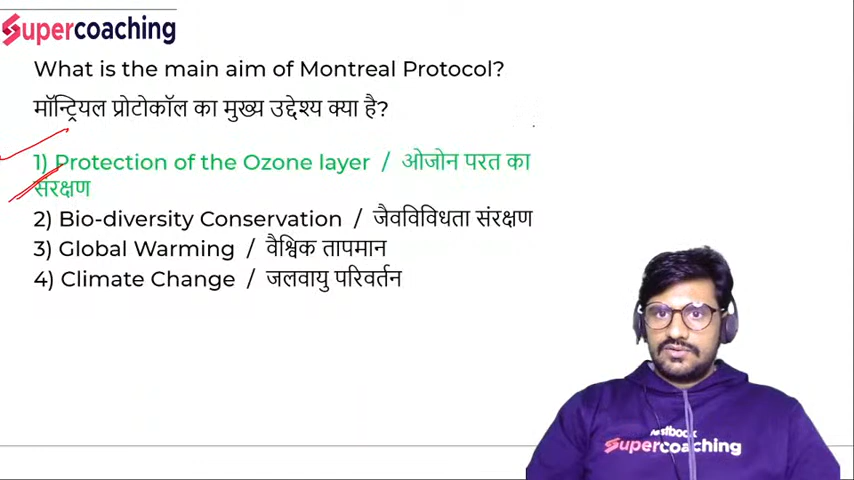 Supercoaching
What is the main aim of Montreal Protocol?
मॉन्ट्रियल प्रोटोकॉल का मुख्य उद्देश्य क्या है?
1) Protection of the Ozone layer / ओजोन परत का
संरक्षण
2) Bio-diversity Conservation / जैवविविधता संरक्षण
3) Global Warming / वैश्विक तापमान
4) Climate Change / जलवायु परिवर्तन
testbook
Supercoaching